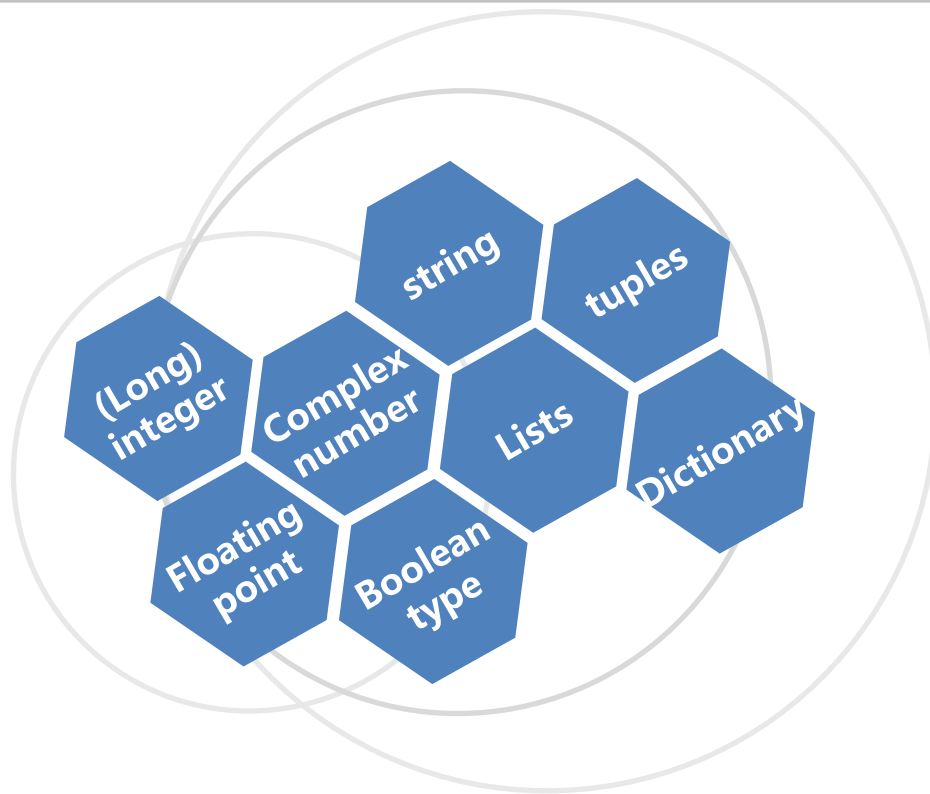 string
tuples
(Long)
integer
Complex
number
Lists
Dictionary
Floating
point
Boolean
type